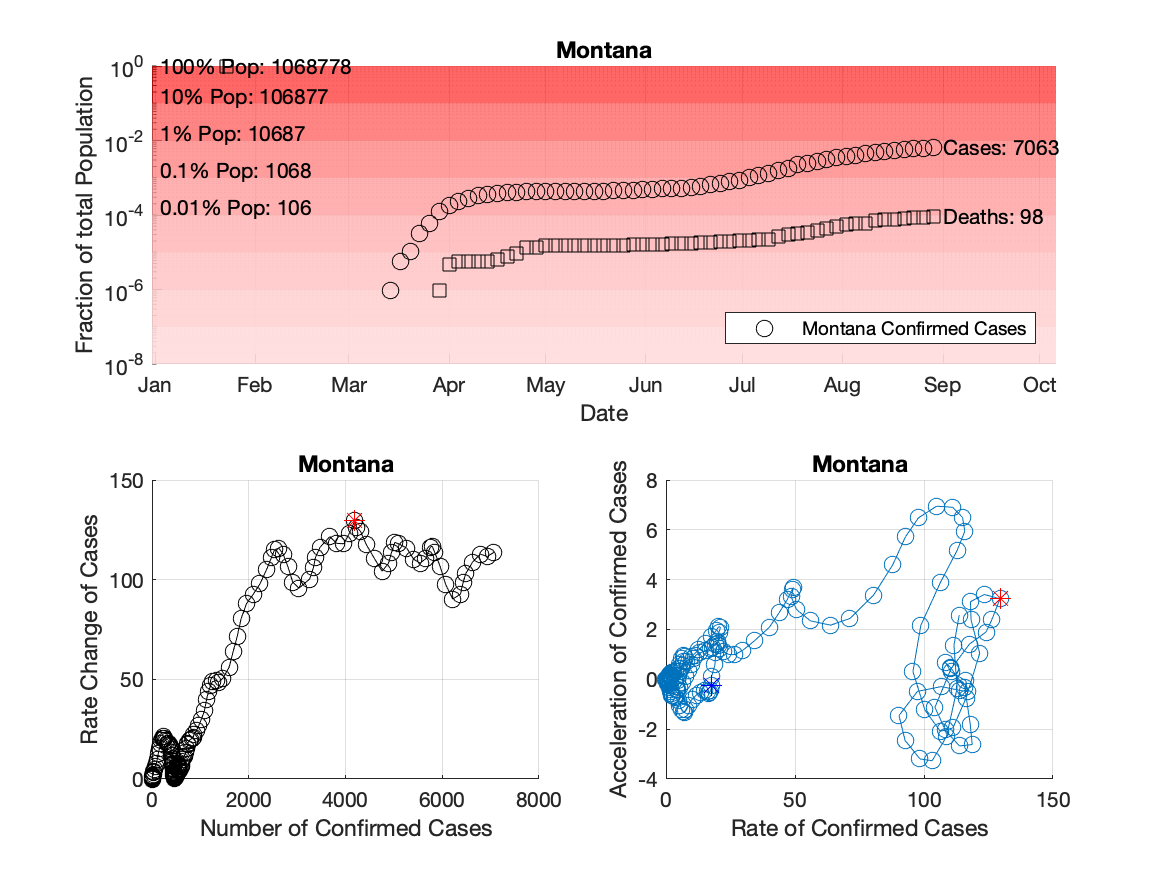 Montana
10^0
10^-2
10^-4
10^-6
10^-8
Fraction of total Population
100% Pop: 1068778
10% Pop: 106877
1% Pop: 10687
0.1% Pop: 1068
0.01% Pop: 106
Cases: 7063
Deaths: 98
Montana Confirmed Cases
Jan Feb Mar Apr May Jun Jul Aug Sep Oct
Date
Montana
150
100
50
0
Rate Change of Cases
0 2000 4000 6000 8000
Number of Confirmed Cases
Montana
8
6
4
2
0
-2
-4
Acceleration of Confirmed Cases
0 50 100 150
Rate of Confirmed Cases